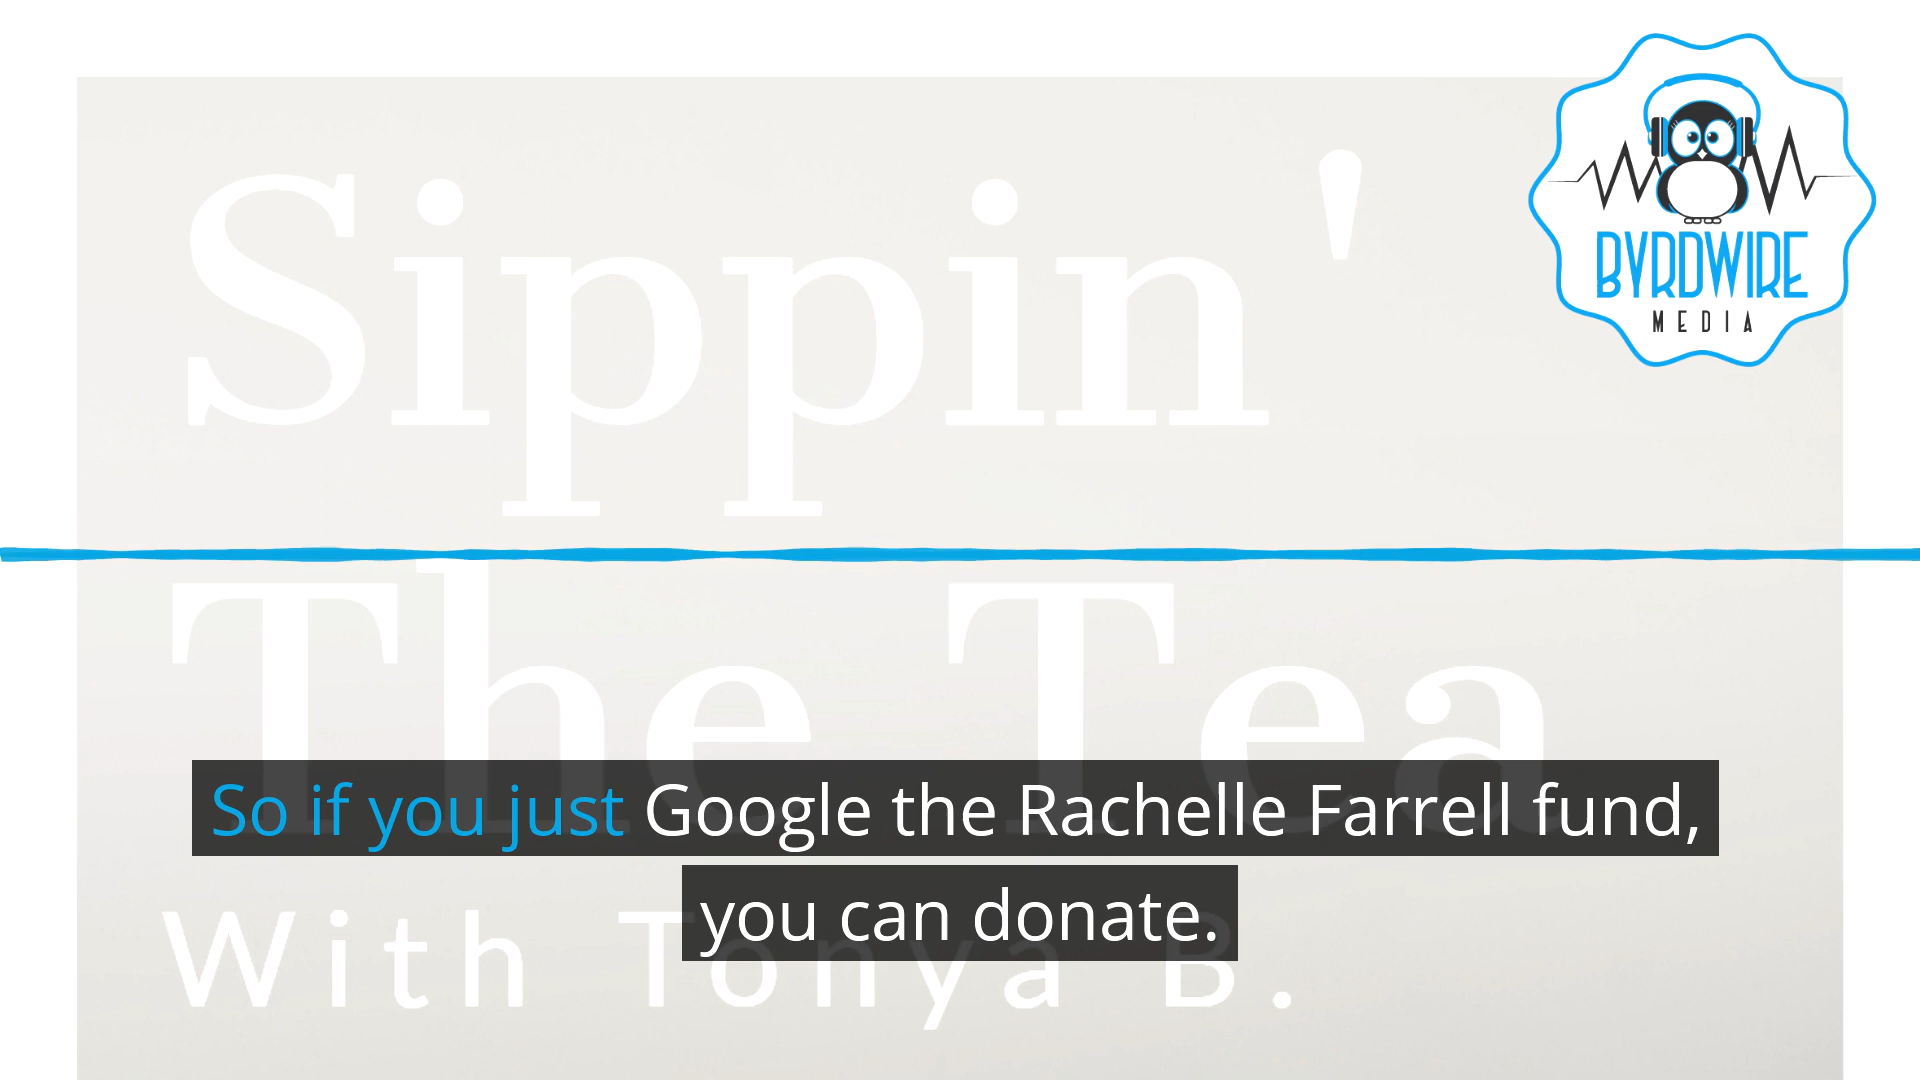 Sippin'
BYRDWIRE
MEDIA
The Tea
So if you just Google the Rachelle Farrell fund,
you can donate.
With Tonya B.